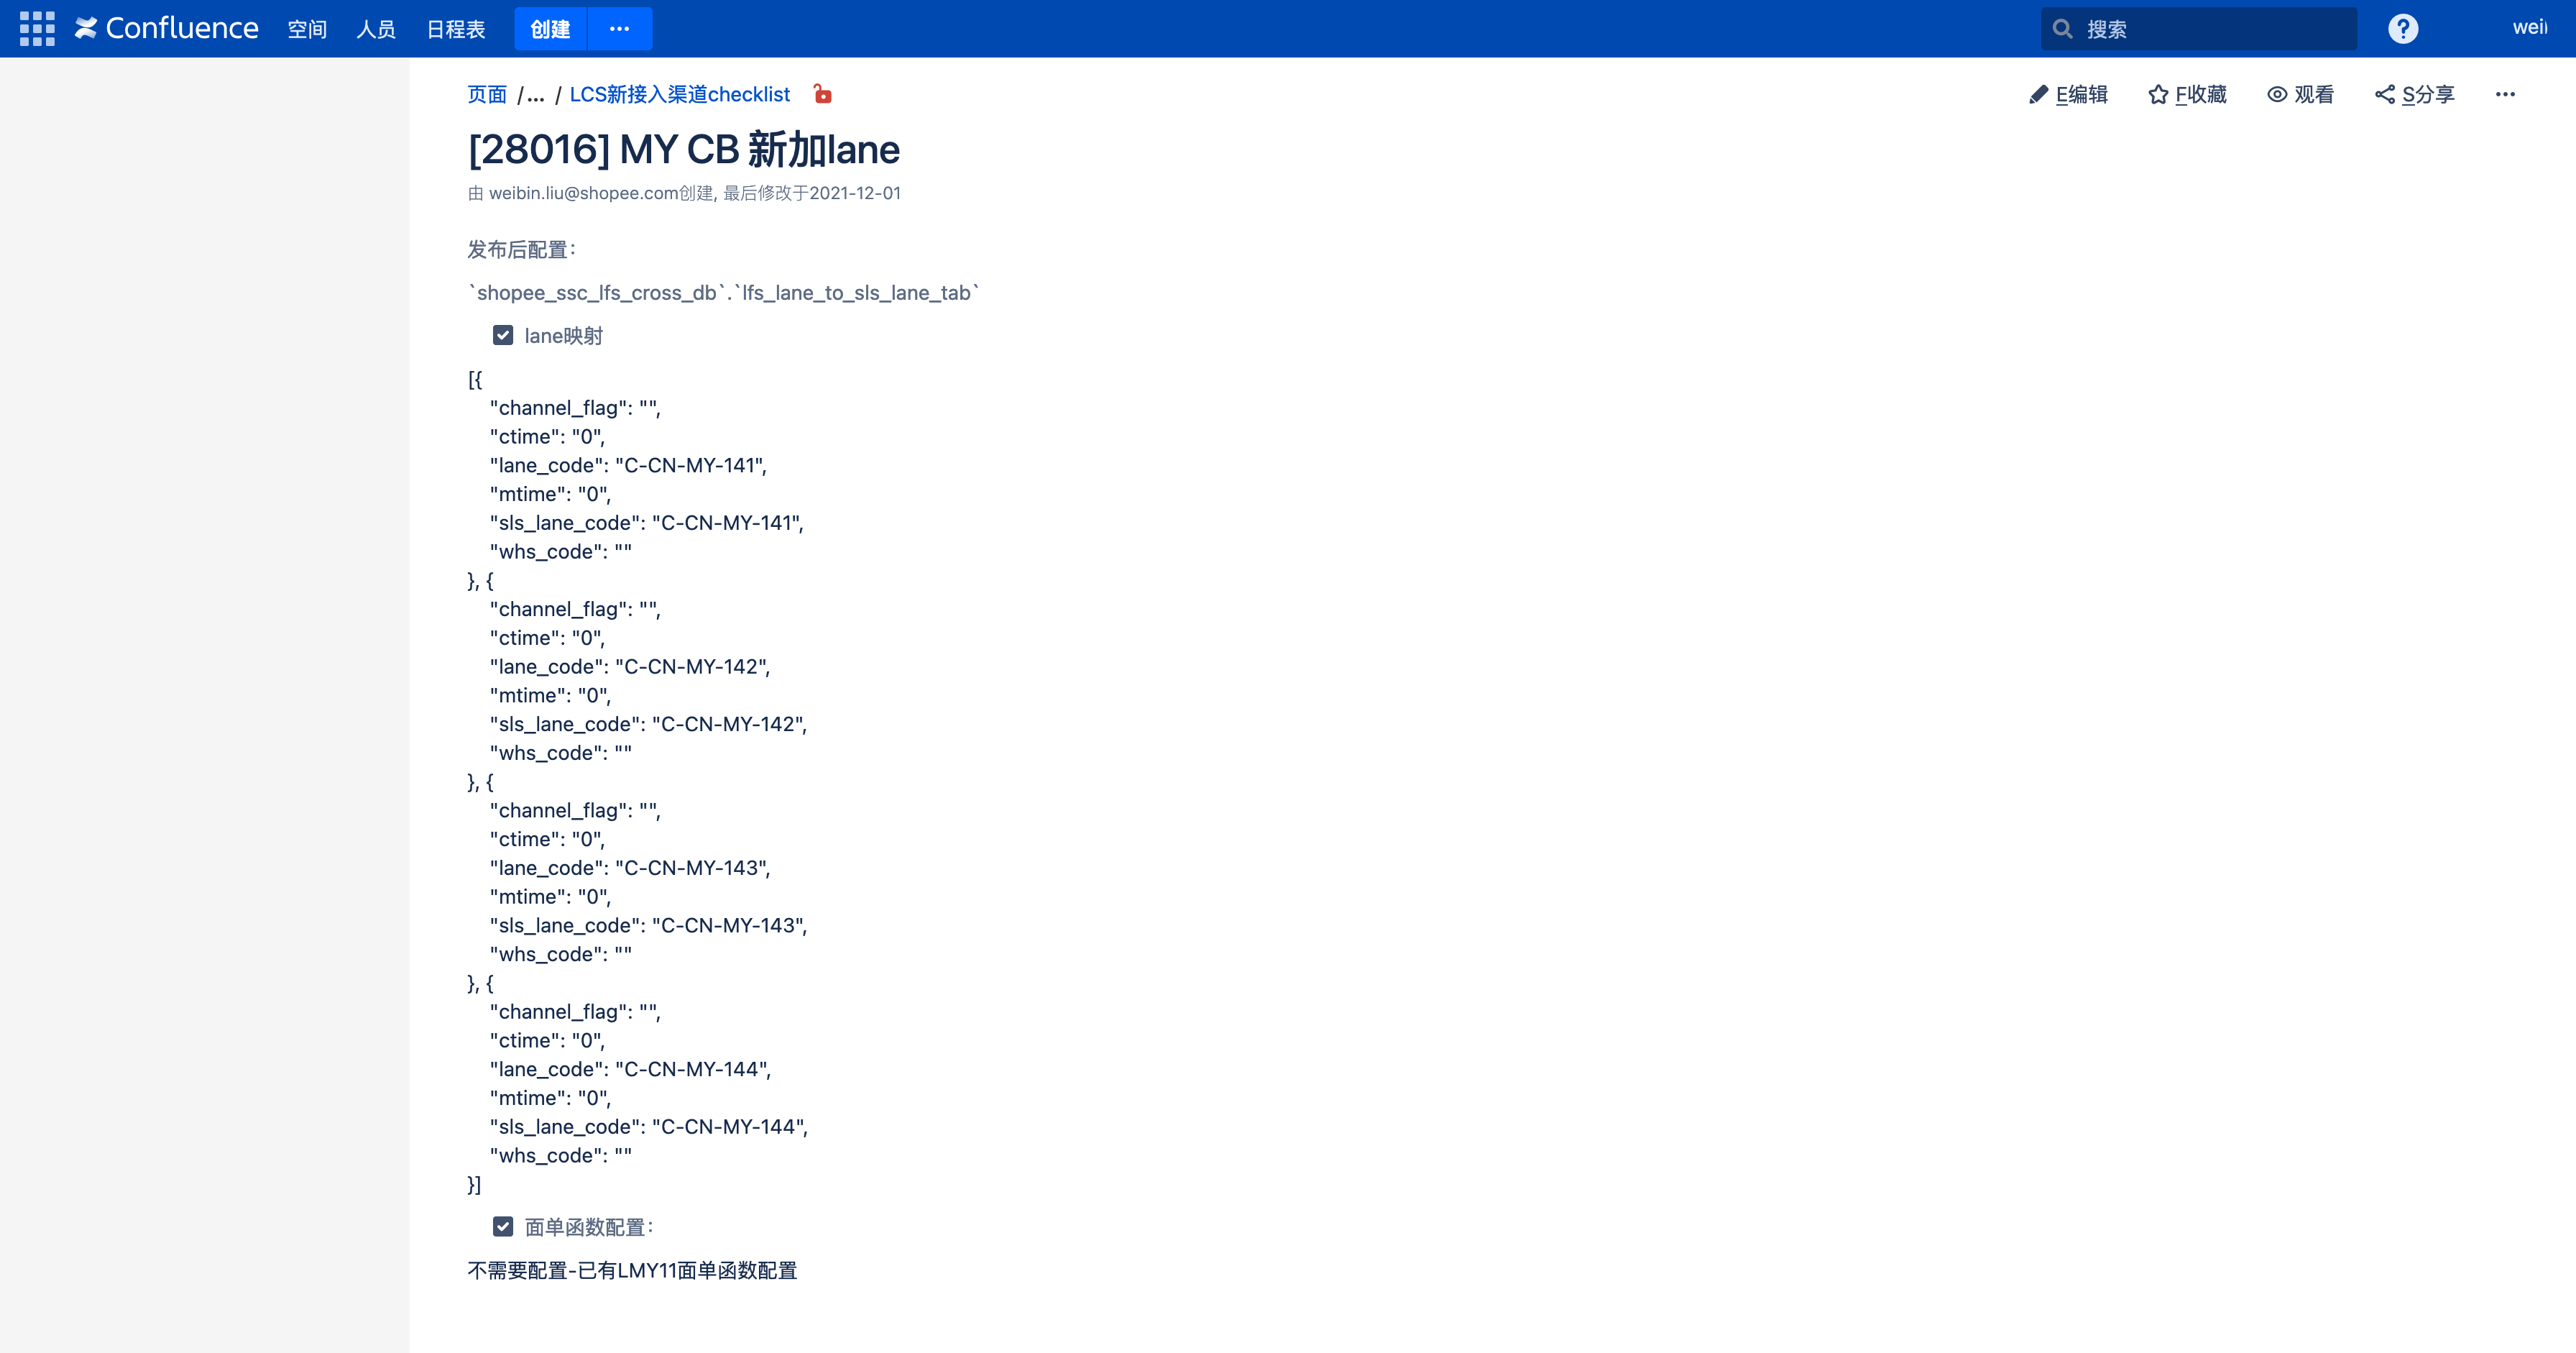 Confluence 空间 人员 日程表 创建 ··· 搜索 ?
页面 /... / LCS新接入渠道checklist E编辑 F收藏 观看 S分享 ···
[28016] MY CB 新加lane
由 weibin.liu@shopee.com创建, 最后修改于2021-12-01
发布后配置：
`shopee_ssc_lfs_cross_db`.`lfs_lane_to_sls_lane_tab`
lane映射
[{
"channel_flag": "",
"ctime": "0",
"lane_code": "C-CN-MY-141",
"mtime": "0",
"sls_lane_code": "C-CN-MY-141",
"whs_code": ""
}, {
"channel_flag": "",
"ctime": "0",
"lane_code": "C-CN-MY-142",
"mtime": "0",
"sls_lane_code": "C-CN-MY-142",
"whs_code": ""
}, {
"channel_flag": "",
"ctime": "0",
"lane_code": "C-CN-MY-143",
"mtime": "0",
"sls_lane_code": "C-CN-MY-143",
"whs_code": ""
}, {
"channel_flag": "",
"ctime": "0",
"lane_code": "C-CN-MY-144",
"mtime": "0",
"sls_lane_code": "C-CN-MY-144",
"whs_code": ""
}]
面单函数配置：
不需要配置-已有LMY11面单函数配置